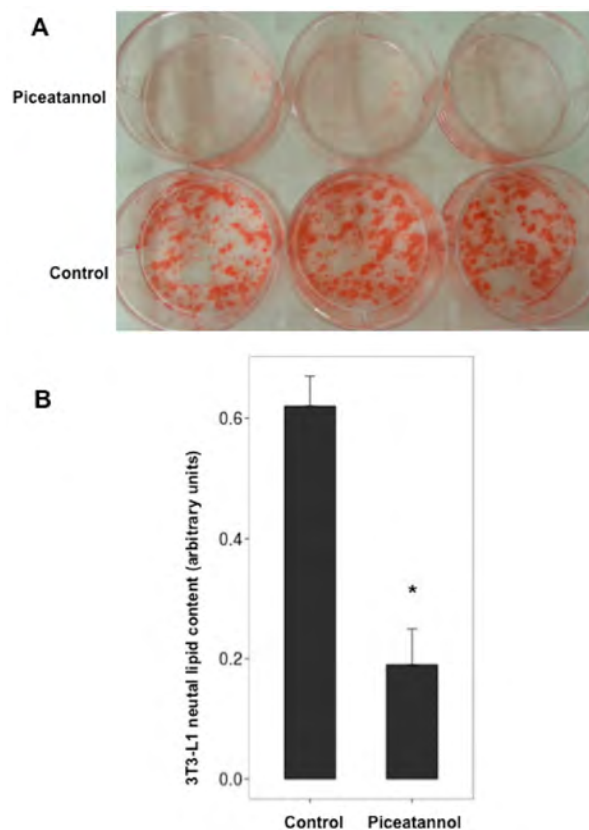 A
Piceatannol
Control
B
3T3-L1 neutal lipid content (arbitrary units)
0.6
0.4
0.2
0.0
*
Control Piceatannol